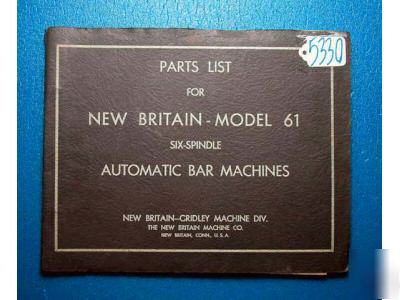 5330
PARTS LIST
FOR
NEW BRITAIN - MODEL 61
SIX-SPINDLE
AUTOMATIC BAR MACHINES
NEW BRITAIN-GRIDLEY MACHINE DIV.
THE NEW BRITAIN MACHINE CO.
NEW BRITAIN, CONN., U.S.A.